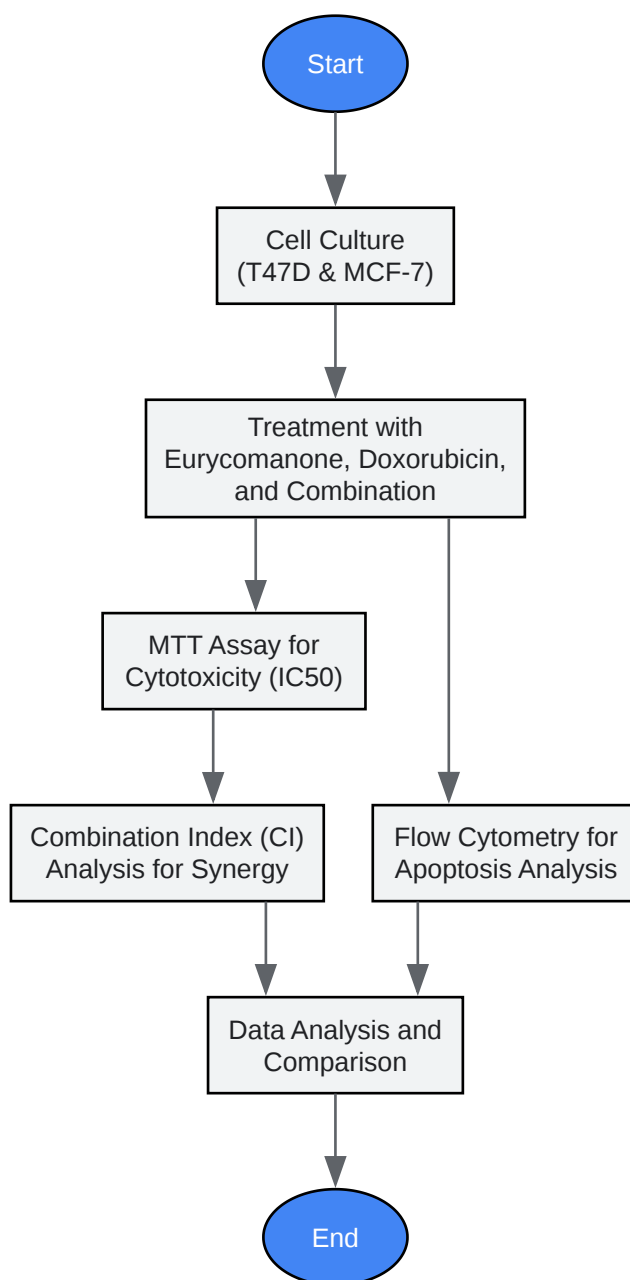 Start
Cell Culture
(T47D & MCF-7)
Treatment with
Eurycomanone, Doxorubicin,
and Combination
MTT Assay for
Cytotoxicity (IC50)
Combination Index (CI)
Analysis for Synergy
Flow Cytometry for
Apoptosis Analysis
Data Analysis and
Comparison
End